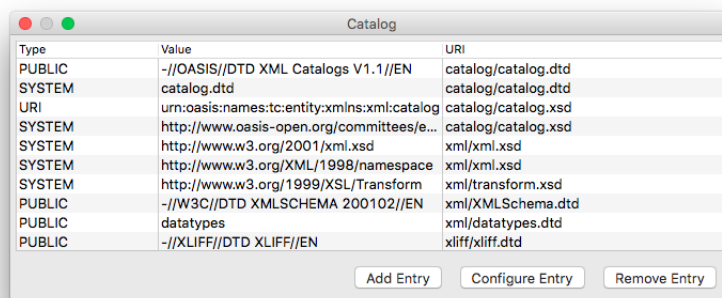 Catalog
Type Value URI
PUBLIC -//OASIS//DTD XML Catalogs V1.1//EN catalog/catalog.dtd
SYSTEM catalog.dtd catalog/catalog.dtd
URI urn:oasis:names:tc:entity:xmlns:xml:catalog catalog/catalog.xsd
SYSTEM http://www.oasis-open.org/committees/e... catalog/catalog.xsd
SYSTEM http://www.w3.org/2001/xml.xsd xml/xml.xsd
SYSTEM http://www.w3.org/XML/1998/namespace xml/xml.xsd
SYSTEM http://www.w3.org/1999/XSL/Transform xml/transform.xsd
PUBLIC -//W3C//DTD XMLSCHEMA 200102//EN xml/XMLSchema.dtd
PUBLIC datatypes xml/datatypes.dtd
PUBLIC -//XLIFF//DTD XLIFF//EN xliff/xliff.dtd
Add Entry Configure Entry Remove Entry